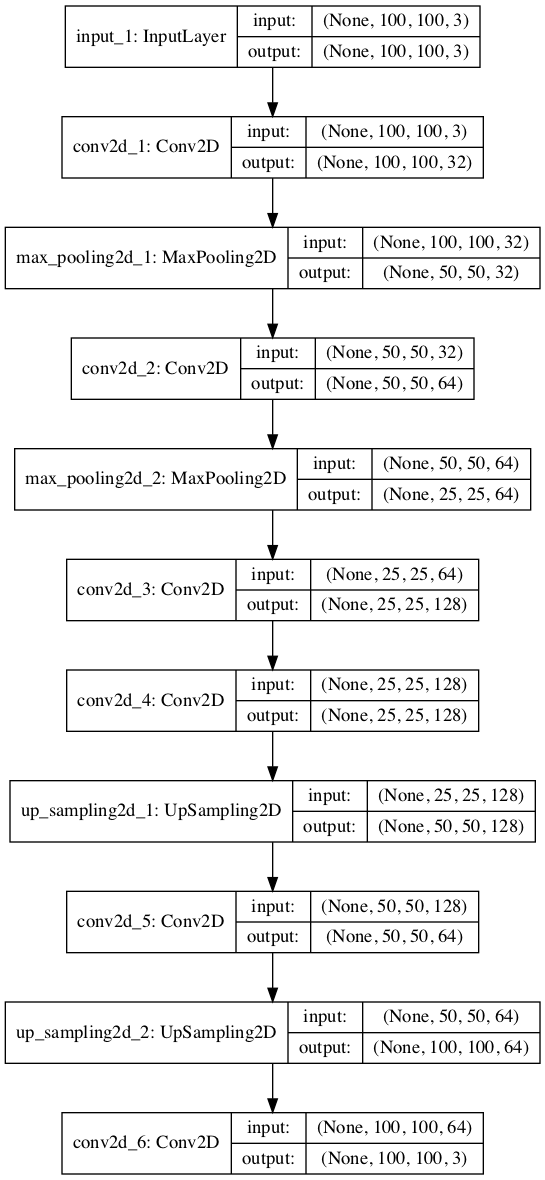 input_1: InputLayer
input: (None, 100, 100, 3)
output: (None, 100, 100, 3)
conv2d_1: Conv2D
input: (None, 100, 100, 3)
output: (None, 100, 100, 32)
max_pooling2d_1: MaxPooling2D
input: (None, 100, 100, 32)
output: (None, 50, 50, 32)
conv2d_2: Conv2D
input: (None, 50, 50, 32)
output: (None, 50, 50, 64)
max_pooling2d_2: MaxPooling2D
input: (None, 50, 50, 64)
output: (None, 25, 25, 64)
conv2d_3: Conv2D
input: (None, 25, 25, 64)
output: (None, 25, 25, 128)
conv2d_4: Conv2D
input: (None, 25, 25, 128)
output: (None, 25, 25, 128)
up_sampling2d_1: UpSampling2D
input: (None, 25, 25, 128)
output: (None, 50, 50, 128)
conv2d_5: Conv2D
input: (None, 50, 50, 128)
output: (None, 50, 50, 64)
up_sampling2d_2: UpSampling2D
input: (None, 50, 50, 64)
output: (None, 100, 100, 64)
conv2d_6: Conv2D
input: (None, 100, 100, 64)
output: (None, 100, 100, 3)